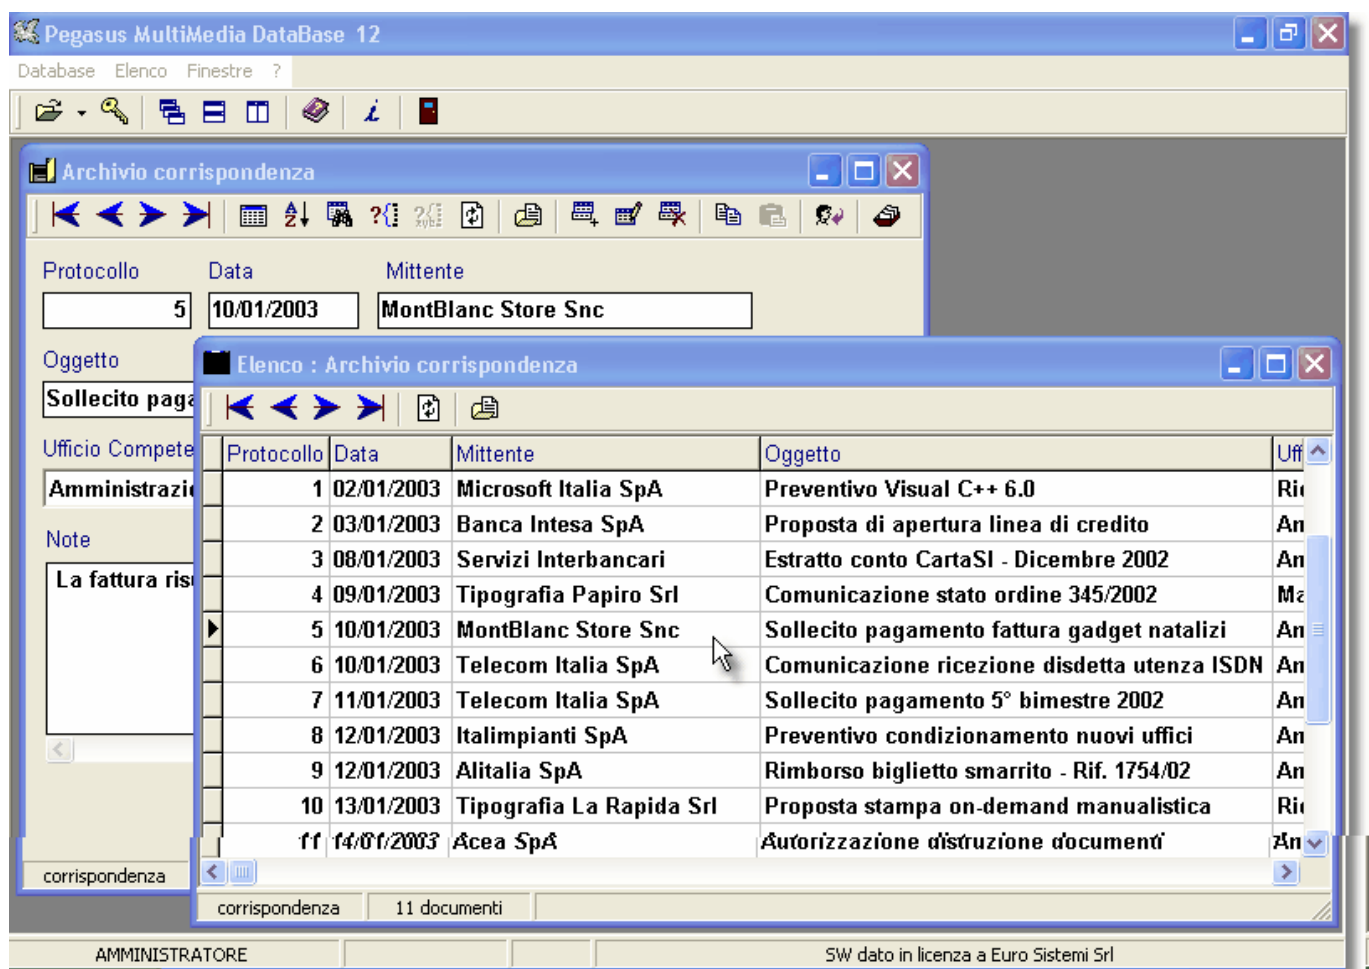 Pegasus MultiMedia DataBase 12
Database Elenco Finestre ?
Archivio corrispondenza
Protocollo Data Mittente
5 10/01/2003 MontBlanc Store Snc
Oggetto
Sollecito paga
Ufficio Compete
Amministrazi
Note
La fattura ris
corrispondenza
Elenco : Archivio corrispondenza
Protocollo Data Mittente Oggetto Uff
1 02/01/2003 Microsoft Italia SpA Preventivo Visual C++ 6.0 Ri
2 03/01/2003 Banca Intesa SpA Proposta di apertura linea di credito Am
3 08/01/2003 Servizi Interbancari Estratto conto CartaSI - Dicembre 2002 Am
4 09/01/2003 Tipografia Papiro Srl Comunicazione stato ordine 345/2002 Ma
5 10/01/2003 MontBlanc Store Snc Sollecito pagamento fattura gadget natalizi Am
6 10/01/2003 Telecom Italia SpA Comunicazione ricezione disdetta utenza ISDN Am
7 11/01/2003 Telecom Italia SpA Sollecito pagamento 5° bimestre 2002 Am
8 12/01/2003 Italimpianti SpA Preventivo condizionamento nuovi uffici Am
9 12/01/2003 Alitalia SpA Rimborso biglietto smarrito - Rif. 1754/02 Am
10 13/01/2003 Tipografia La Rapida Srl Proposta stampa on-demand manualistica Ri
11 14/01/2003 Acea SpA Autorizzazione distruzione documenti Am
corrispondenza 11 documenti
AMMINISTRATORE SW dato in licenza a Euro Sistemi Srl